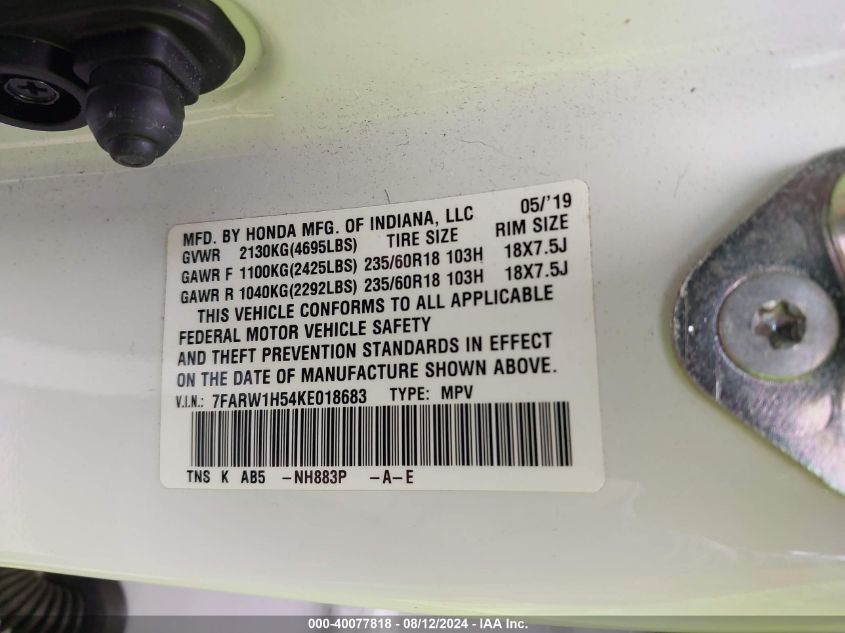 MFD. BY HONDA MFG. OF INDIANA, LLC 05/'19
GVWR 2130KG(4695LBS) TIRE SIZE RIM SIZE
GAWR F 1100KG(2425LBS) 235/60R18 103H 18X7.5J
GAWR R 1040KG(2292LBS) 235/60R18 103H 18X7.5J
THIS VEHICLE CONFORMS TO ALL APPLICABLE
FEDERAL MOTOR VEHICLE SAFETY
AND THEFT PREVENTION STANDARDS IN EFFECT
ON THE DATE OF MANUFACTURE SHOWN ABOVE.
V.I.N.: 7FARW1H54KE018683 TYPE: MPV
TNS K AB5 -NH883P -A-E
000-40077818 - 08/12/2024 - IAA Inc.